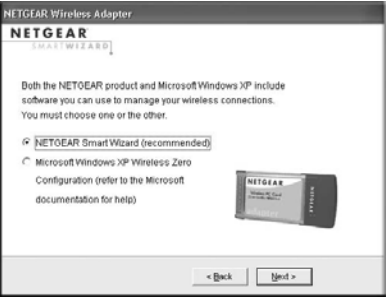 NETGEAR Wireless Adapter
NETGEAR
SMARTWIZARD
Both the NETGEAR product and Microsoft Windows XP include
software you can use to manage your wireless connections.
You must choose one or the other.
NETGEAR Smart Wizard (recommended)
Microsoft Windows XP Wireless Zero
Configuration (refer to the Microsoft
documentation for help)
NETGEAR
< Back
Next >